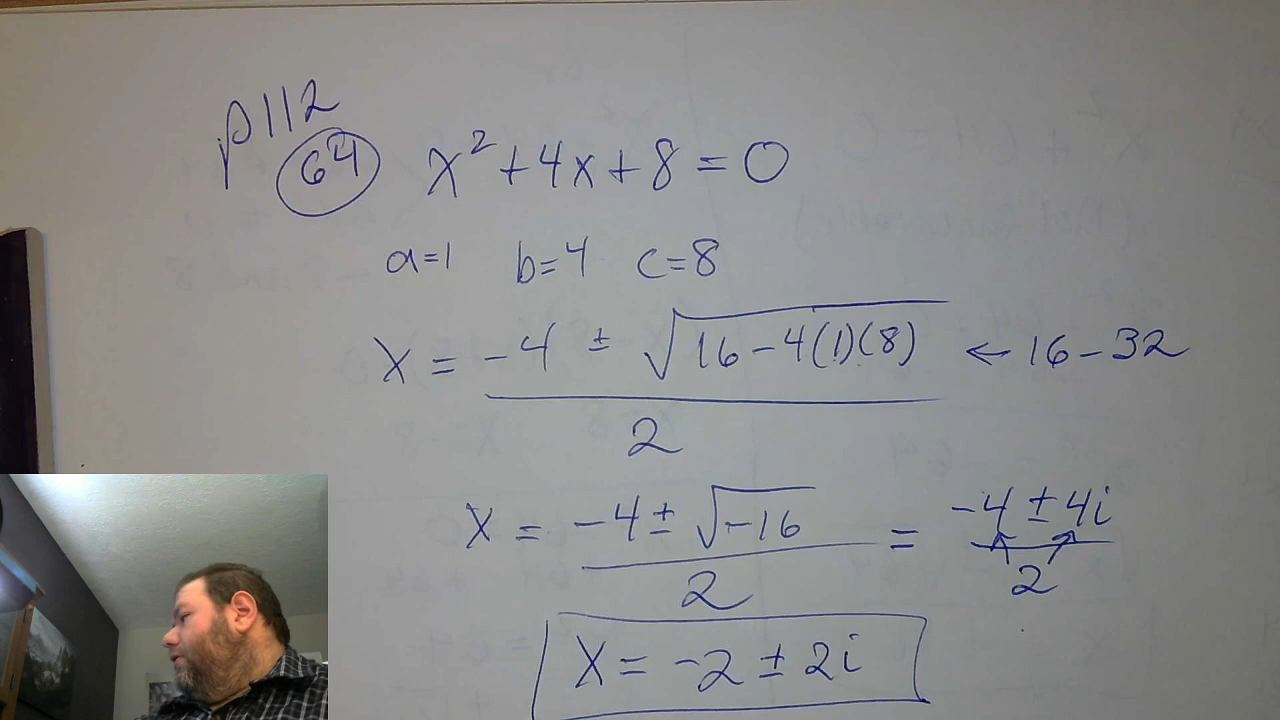 p112
64 x² + 4x + 8 = 0
a=1 b=4 c=8
X = -4 ± √16-4(1)(8) ← 16-32
2
X = -4 ± √-16 = -4 ± 4i
2 2
X = -2 ± 2i